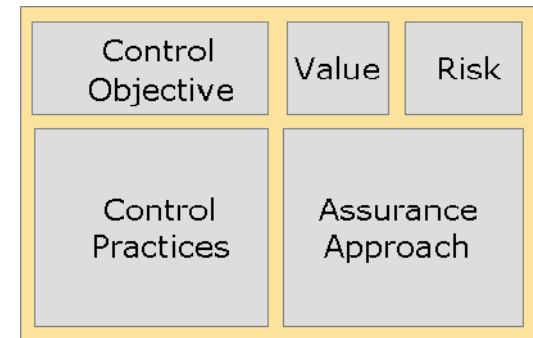 Control
Objective
Value
Risk
Control
Practices
Assurance
Approach